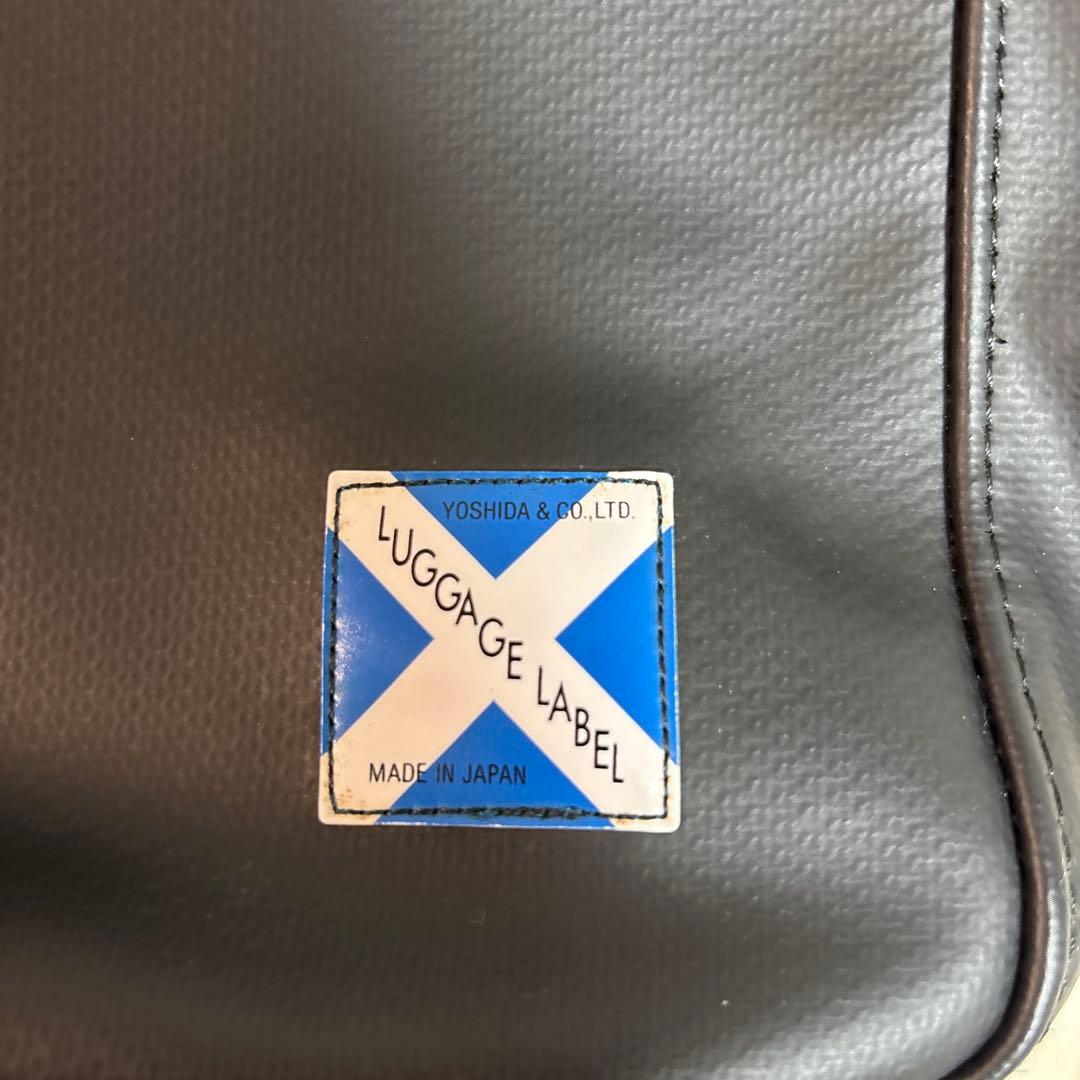 YOSHIDA & CO.,LTD.
LUGGAGE LABEL
MADE IN JAPAN